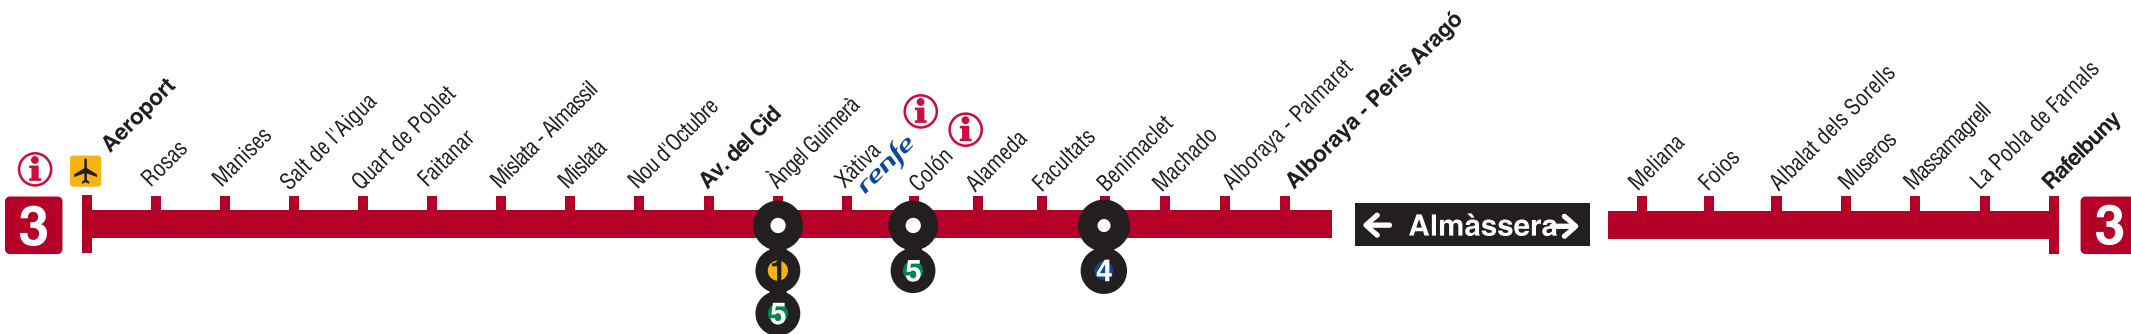 3
Aeroport
Rosas
Manises
Salt de l'Aigua
Quart de Poblet
Faitanar
Mislata - Almassil
Mislata
Nou d'Octubre
Av. del Cid
Àngel Guimerà
1
5
Xàtiva
renfe
i
Colón
i
5
Alameda
Facultats
Benimaclet
4
Machado
Alboraya - Palmaret
Alboraya - Peris Aragó
Almàssera
Meliana
Foios
Albalat dels Sorells
Museros
Massamagrell
La Pobla de Farnals
Rafelbuny
3
i